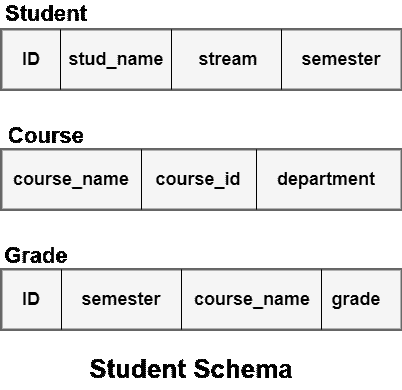 Student
ID stud_name stream semester
Course
course_name course_id department
Grade
ID semester course_name grade
Student Schema